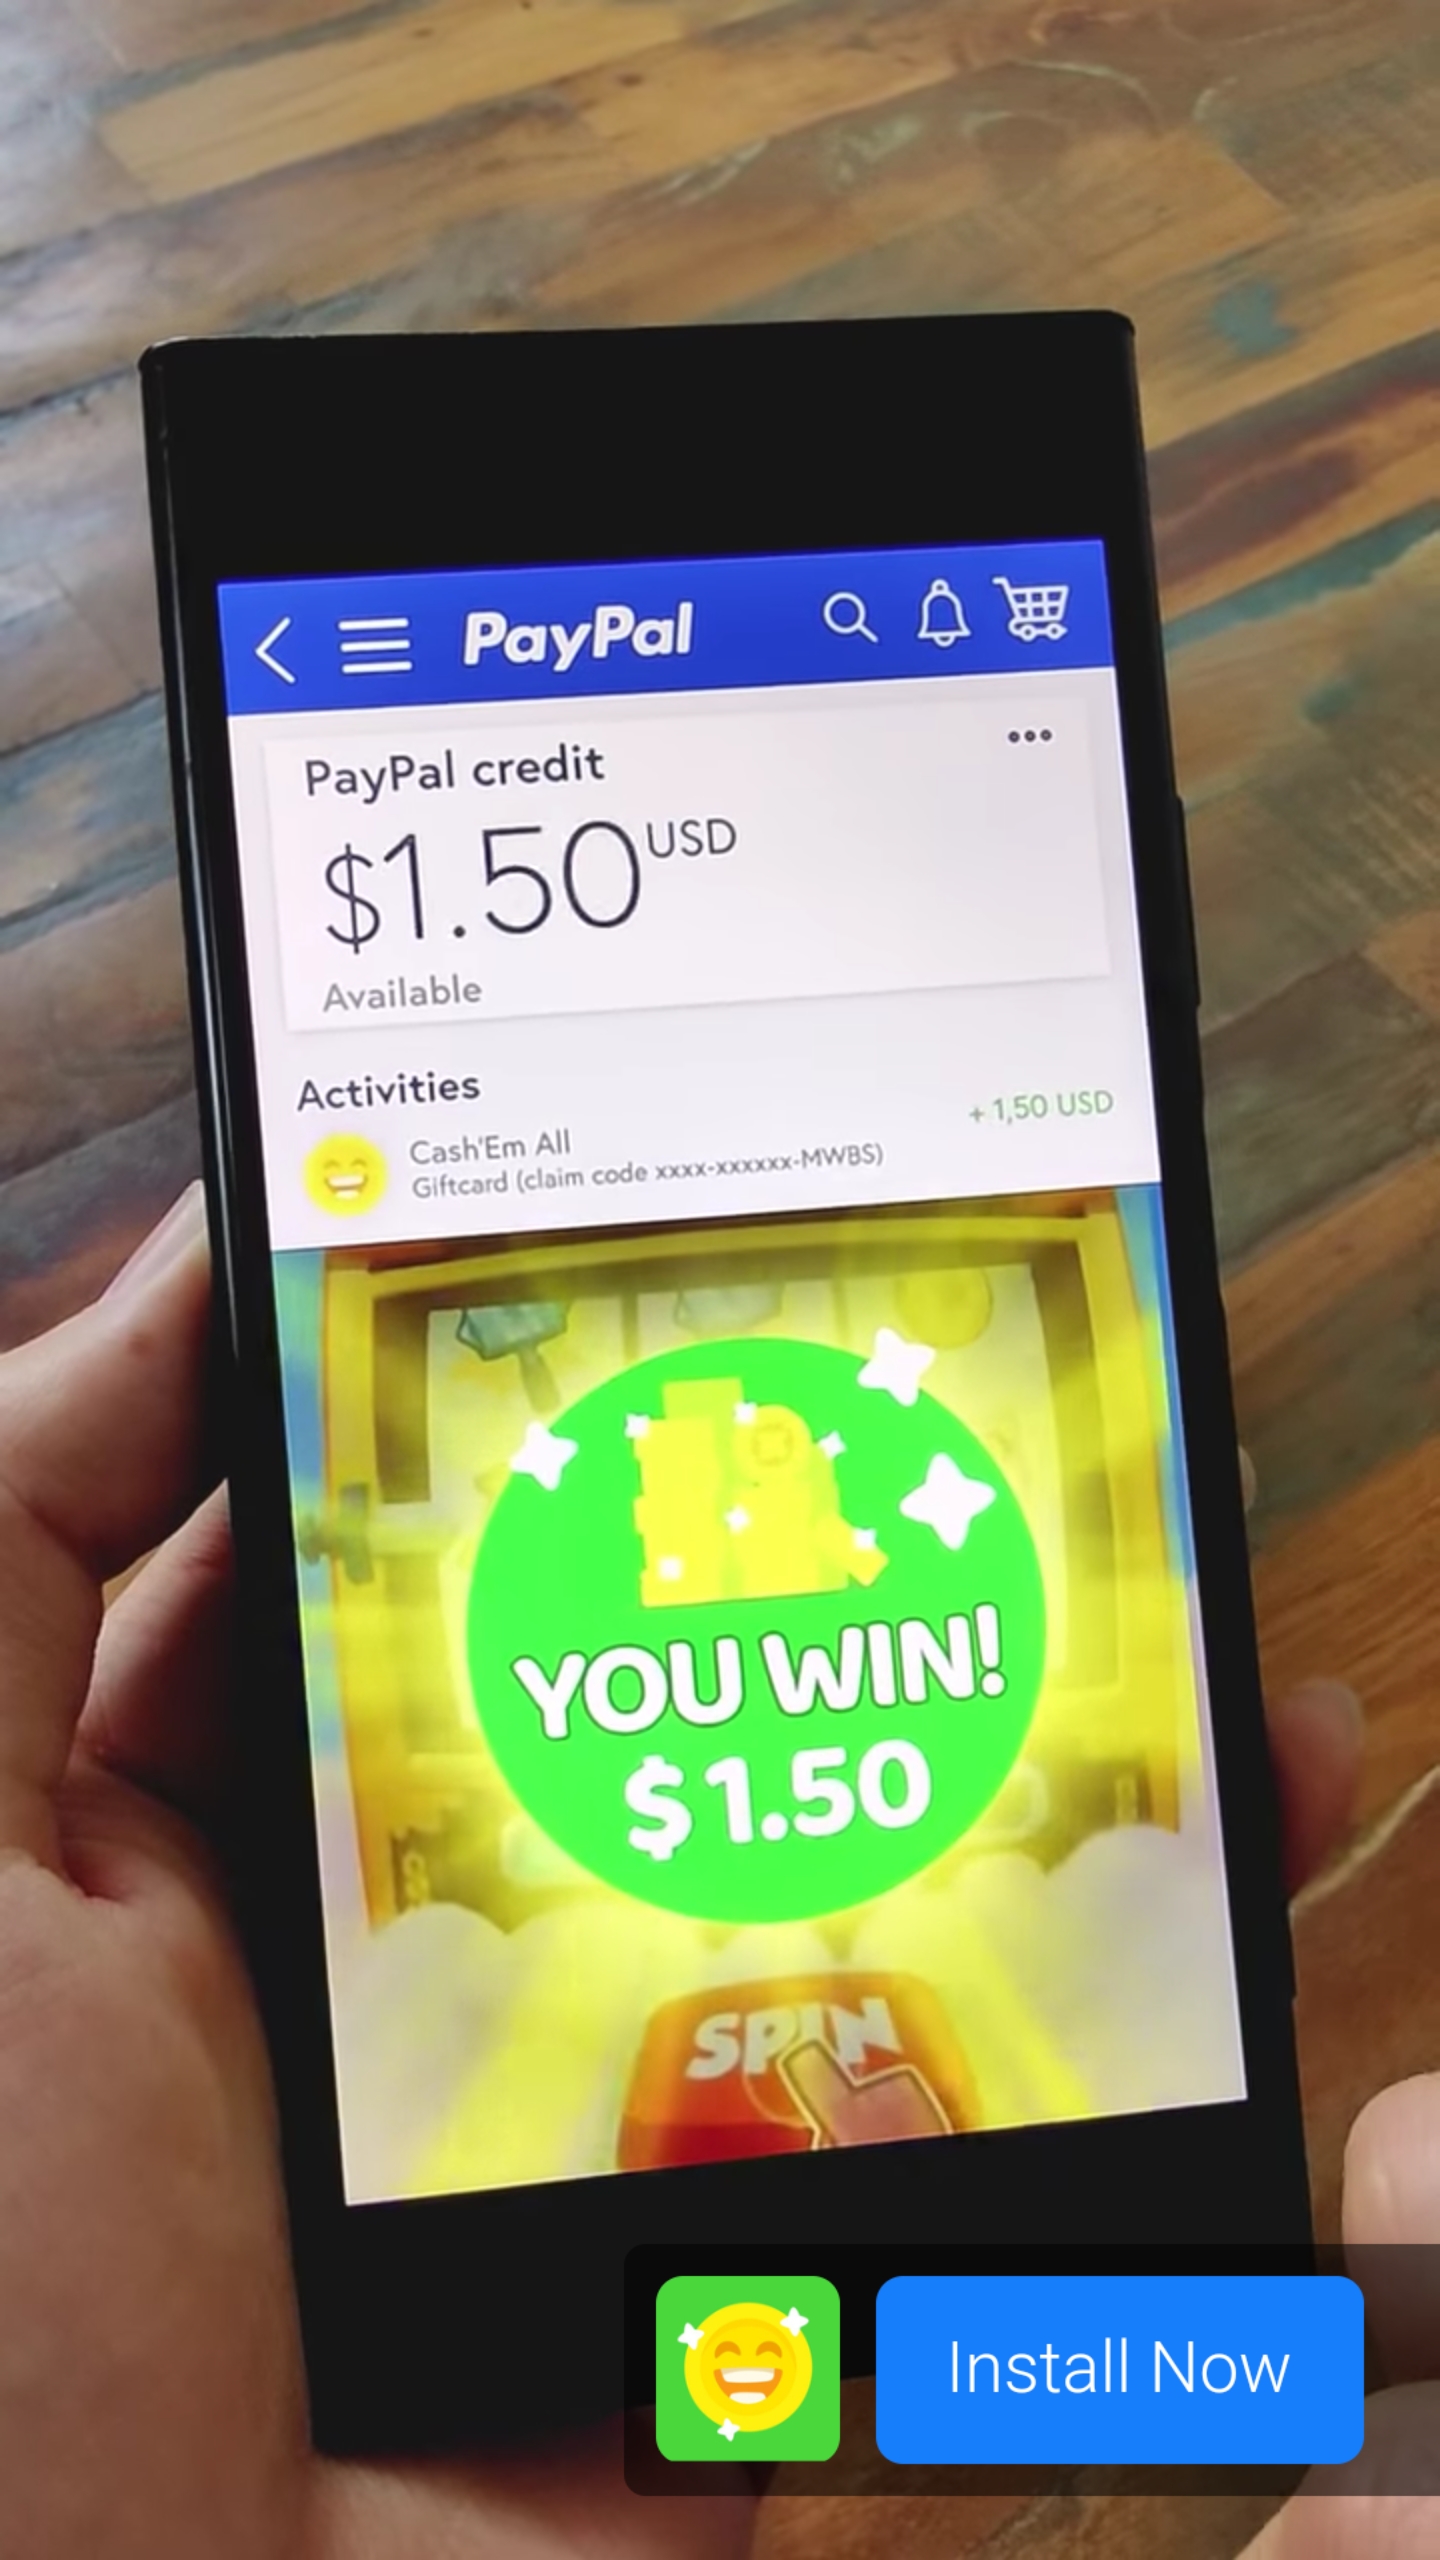 PayPal
PayPal credit
$1.50 USD
Available
Activities
+ 1,50 USD
Cash'Em All
Giftcard (claim code xxxx-xxxxxx-MWBS)
YOU WIN!
$1.50
SPIN
Install Now